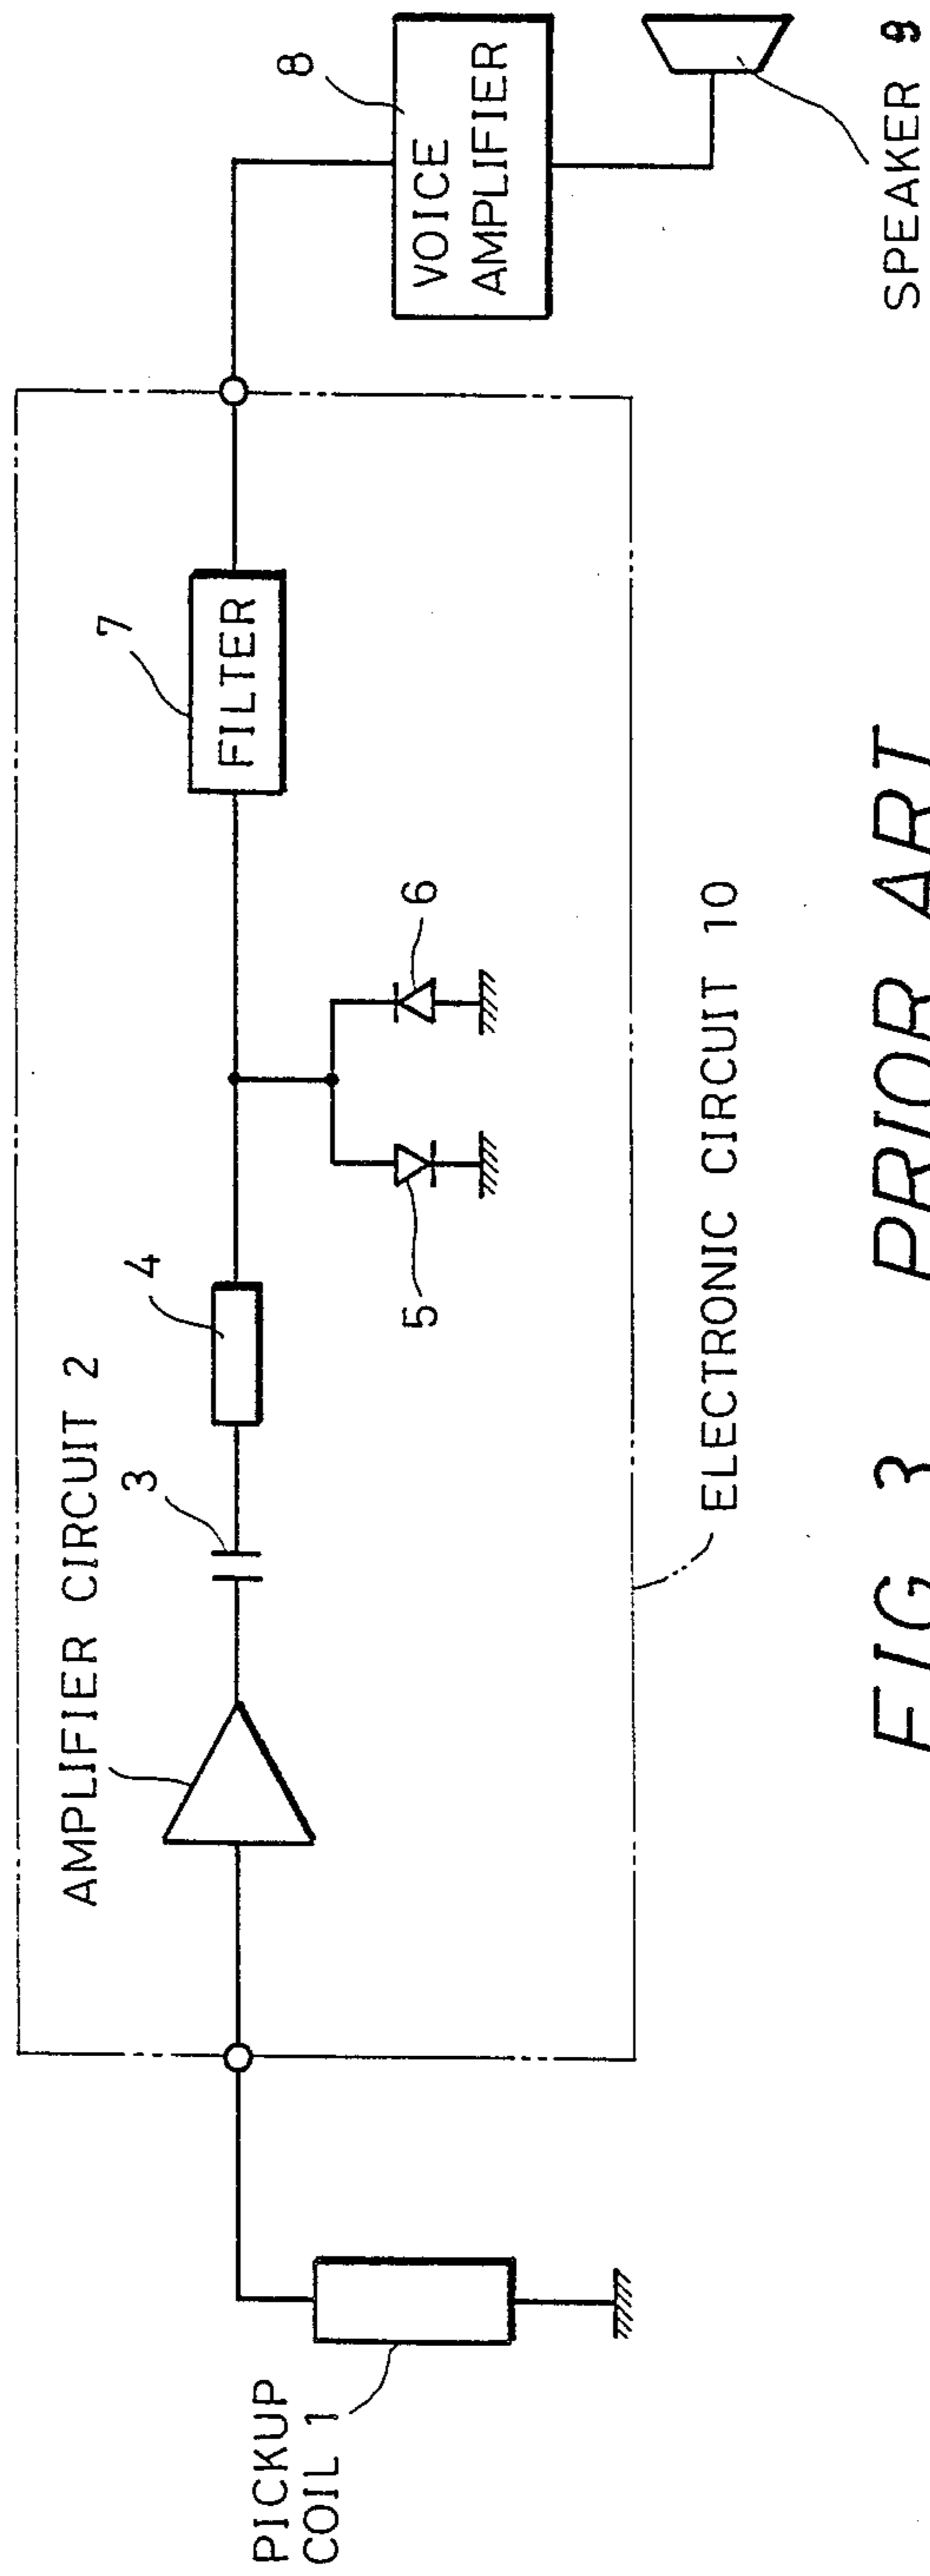 AMPLIFIER CIRCUIT 2
3
4
7
FILTER
8
VOICE
AMPLIFIER
5
6
PICKUP
COIL 1
ELECTRONIC CIRCUIT 10
SPEAKER 9
FIG 3 PRIOR ART